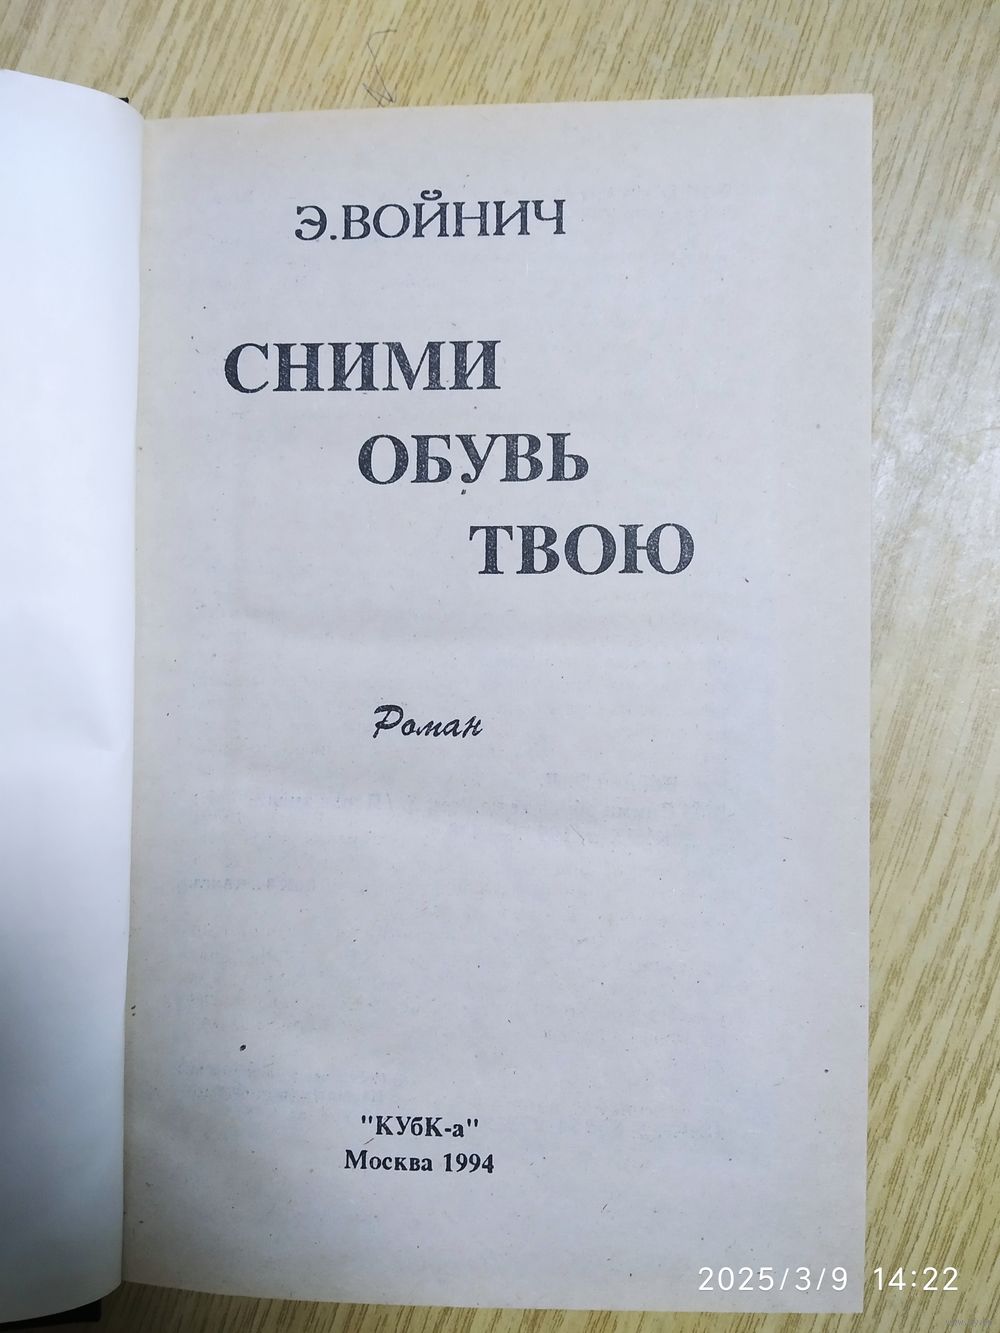 Э.ВОЙНИЧ
СНИМИ
ОБУВЬ
ТВОЮ
Роман
"КУбК-а"
Москва 1994
2025/3/9 14:22